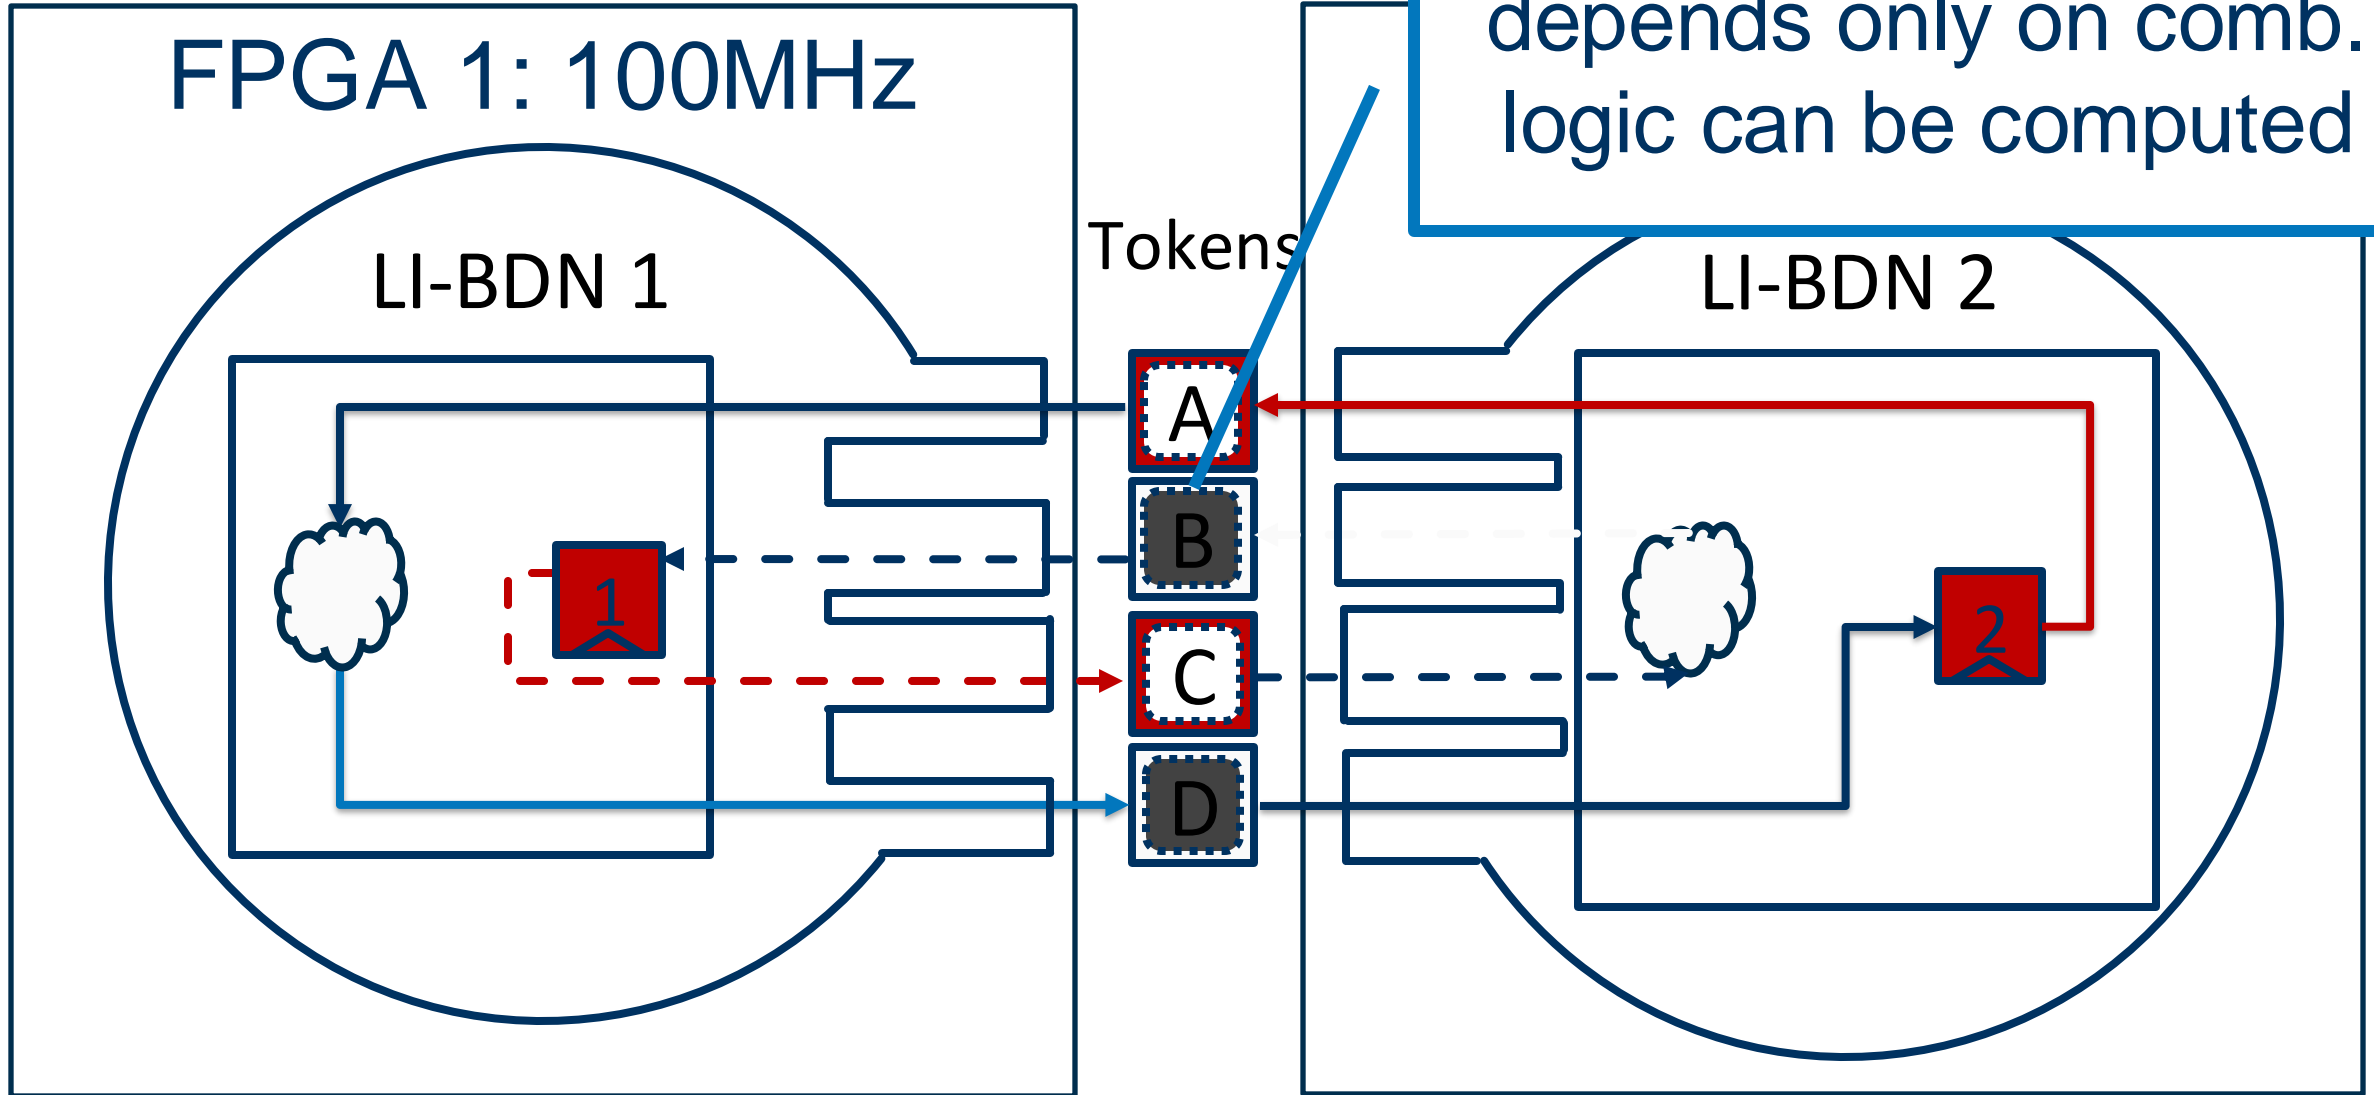 FPGA 1: 100MHz
depends only on comb.
logic can be computed
Tokens
LI-BDN 1
LI-BDN 2
A
B
1
C
2
D